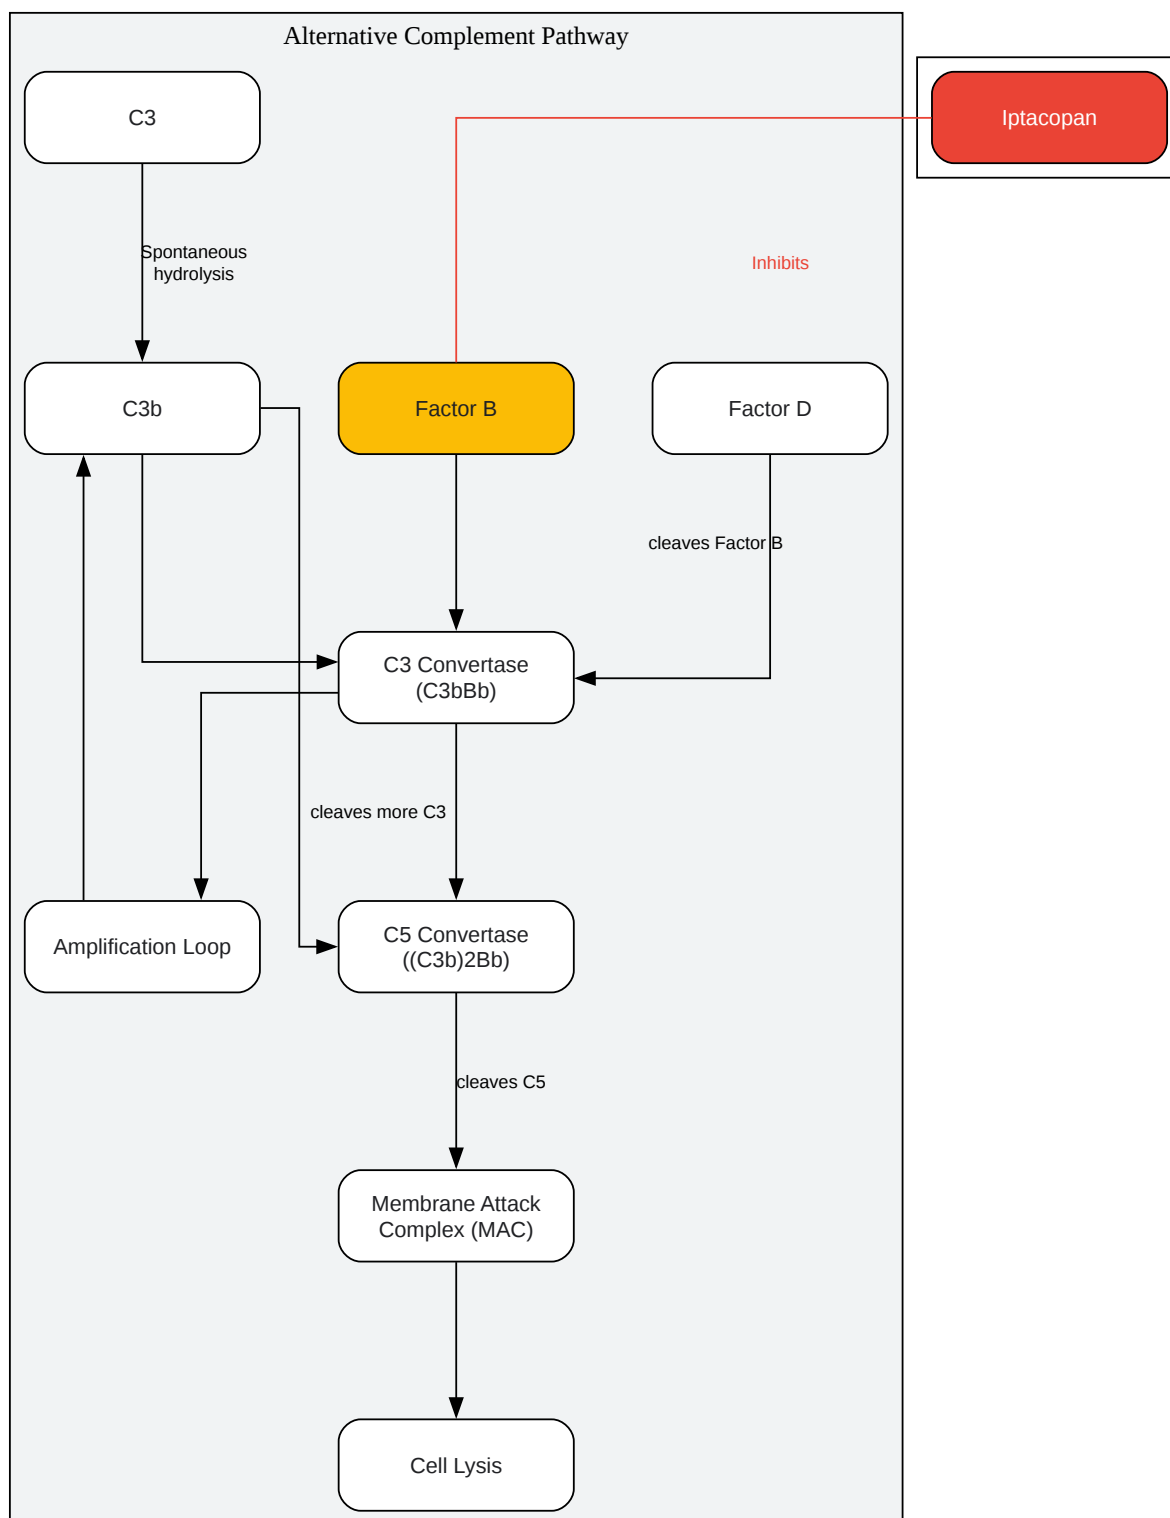 Alternative Complement Pathway
C3
Iptacopan
Spontaneous
hydrolysis
Inhibits
C3b
Factor B
Factor D
cleaves Factor B
C3 Convertase
(C3bBb)
cleaves more C3
Amplification Loop
C5 Convertase
((C3b)2Bb)
cleaves C5
Membrane Attack
Complex (MAC)
Cell Lysis